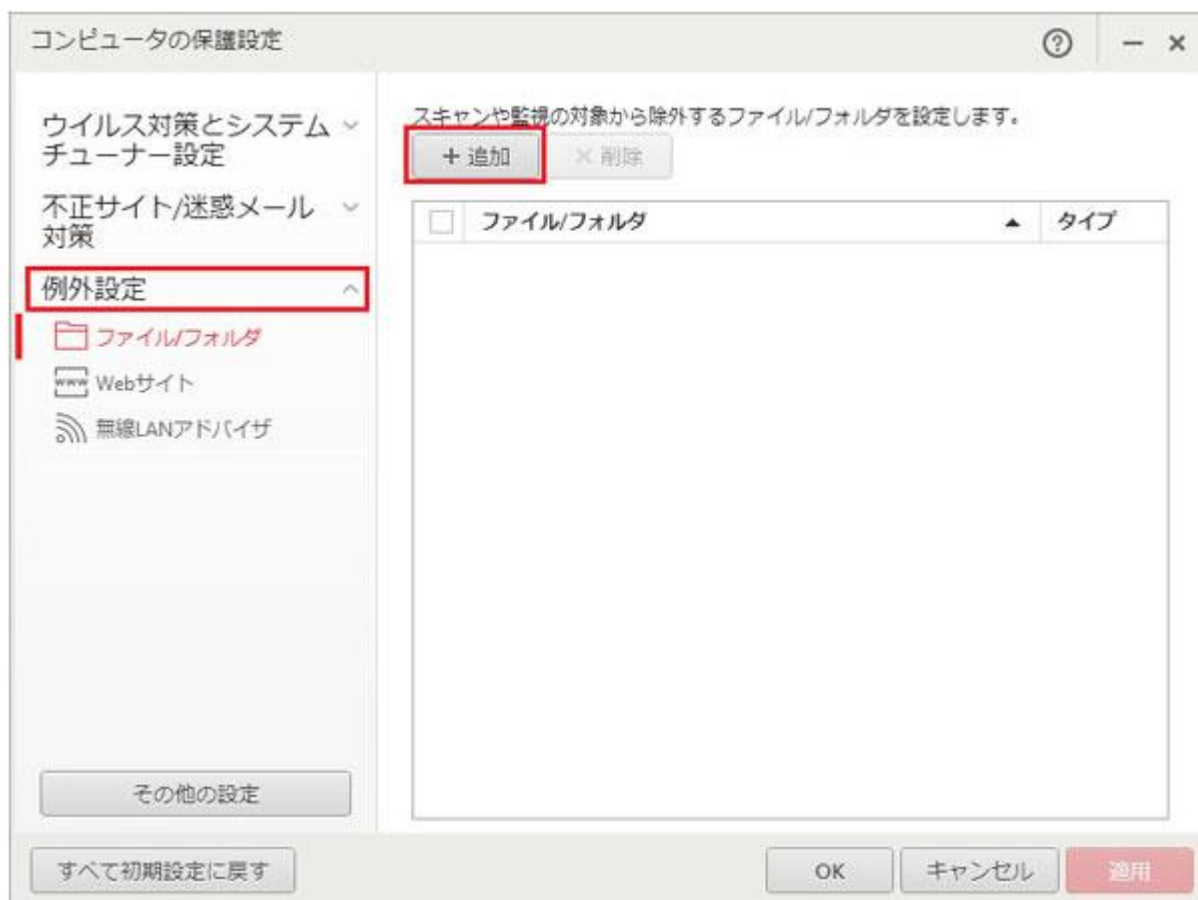 コンピュータの保護設定
ウイルス対策とシステム
チューナー設定
不正サイト/迷惑メール
対策
例外設定
ファイル/フォルダ
www Webサイト
無線LANアドバイザ
その他の設定
スキャンや監視の対象から除外するファイル/フォルダを設定します。
+ 追加 × 削除
ファイル/フォルダ ▲ タイプ
すべて初期設定に戻す OK キャンセル 適用